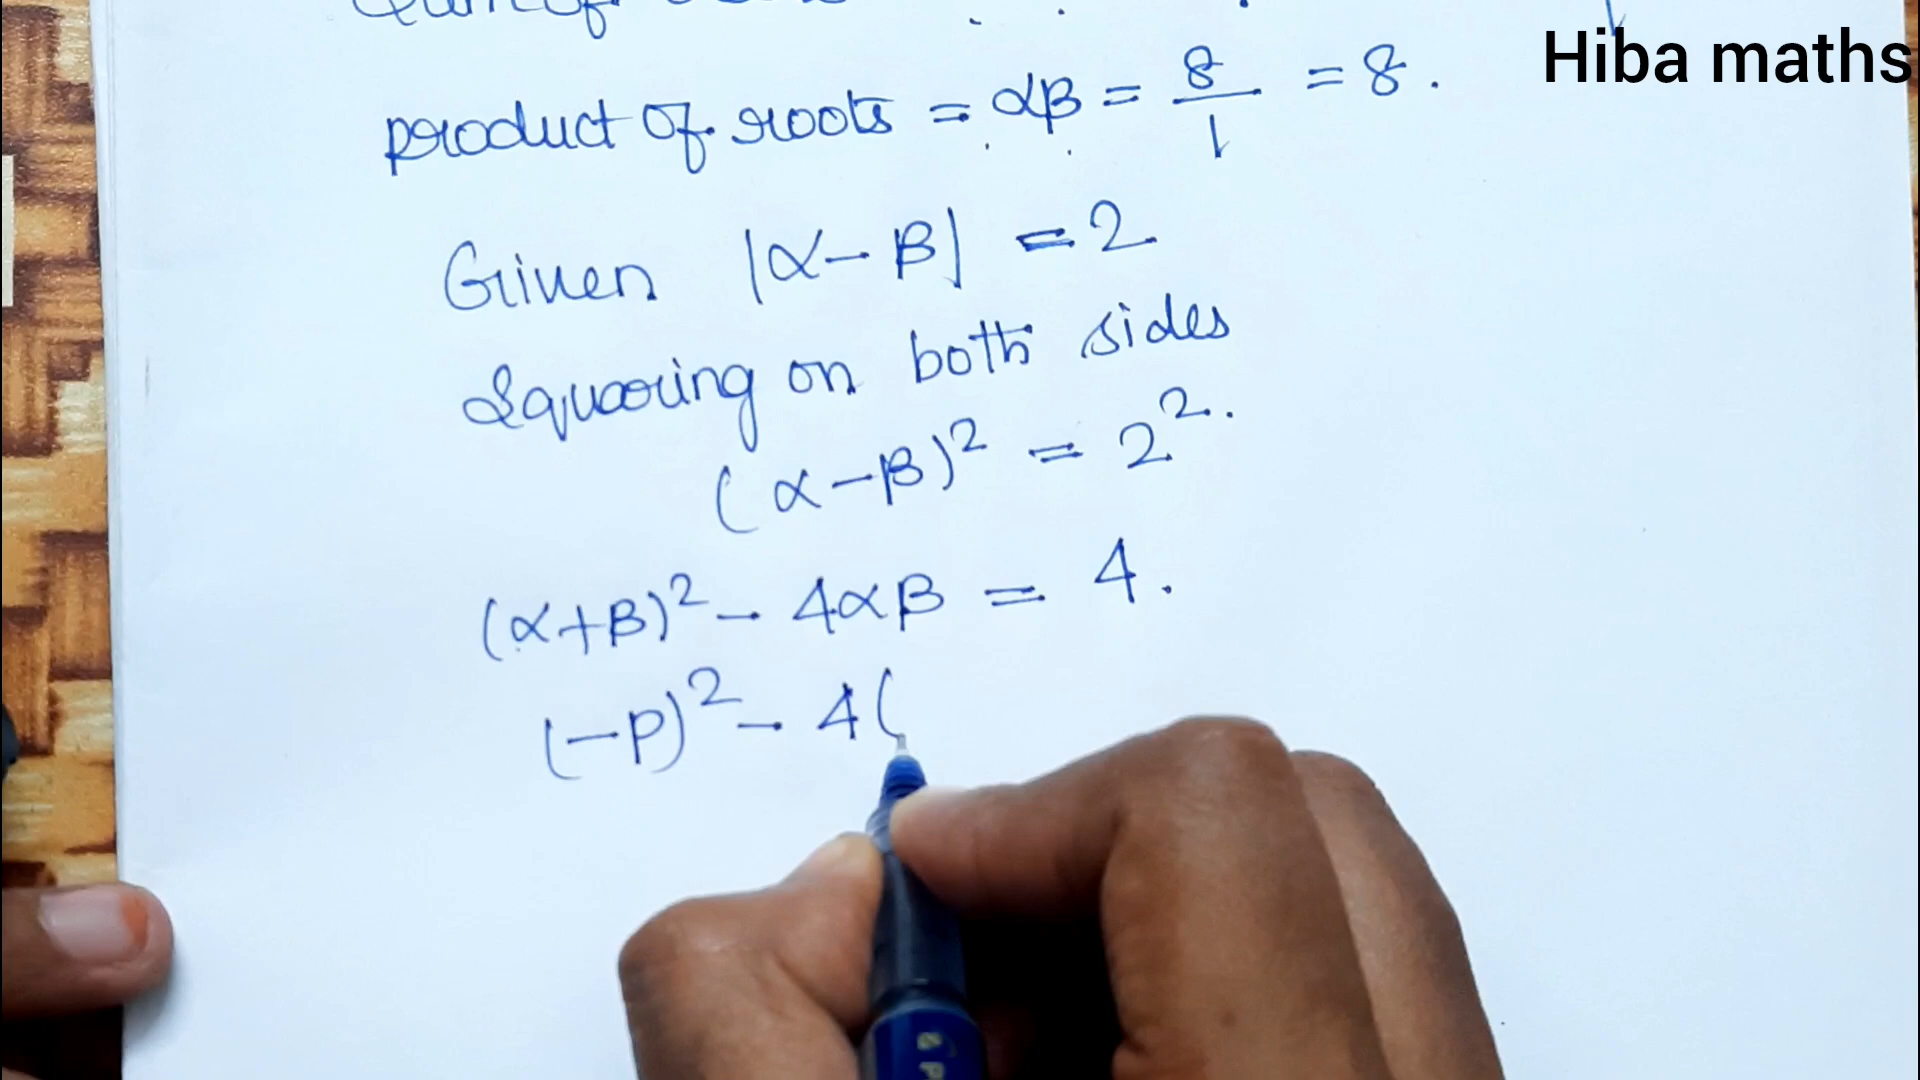 Hiba maths
product of roots = αβ = 8/1 = 8.
Given |α-β| = 2
Squaring on both sides
(α-β)² = 2².
(α+β)² - 4αβ = 4.
(-P)² - 4(